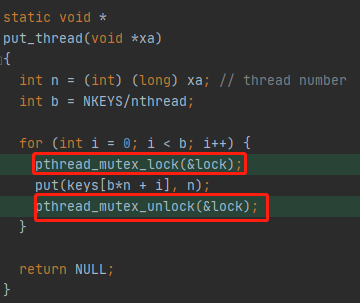 static void *
put_thread(void *xa)
{
  int n = (int) (long) xa; // thread number
  int b = NKEYS/nthread;

  for (int i = 0; i < b; i++) {
    pthread_mutex_lock(&lock);
    put(keys[b*n + i], n);
    pthread_mutex_unlock(&lock);
  }

  return NULL;
}